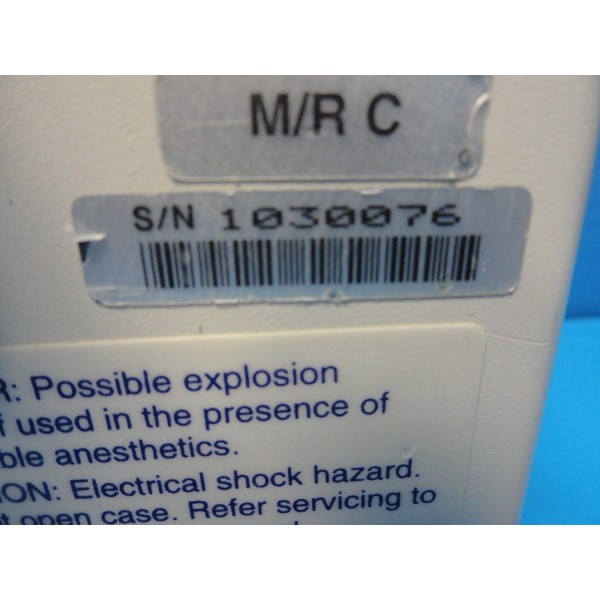 M/R C
S/N 1030076
R: Possible explosion
f used in the presence of
ble anesthetics.
ION: Electrical shock hazard.
t open case. Refer servicing to